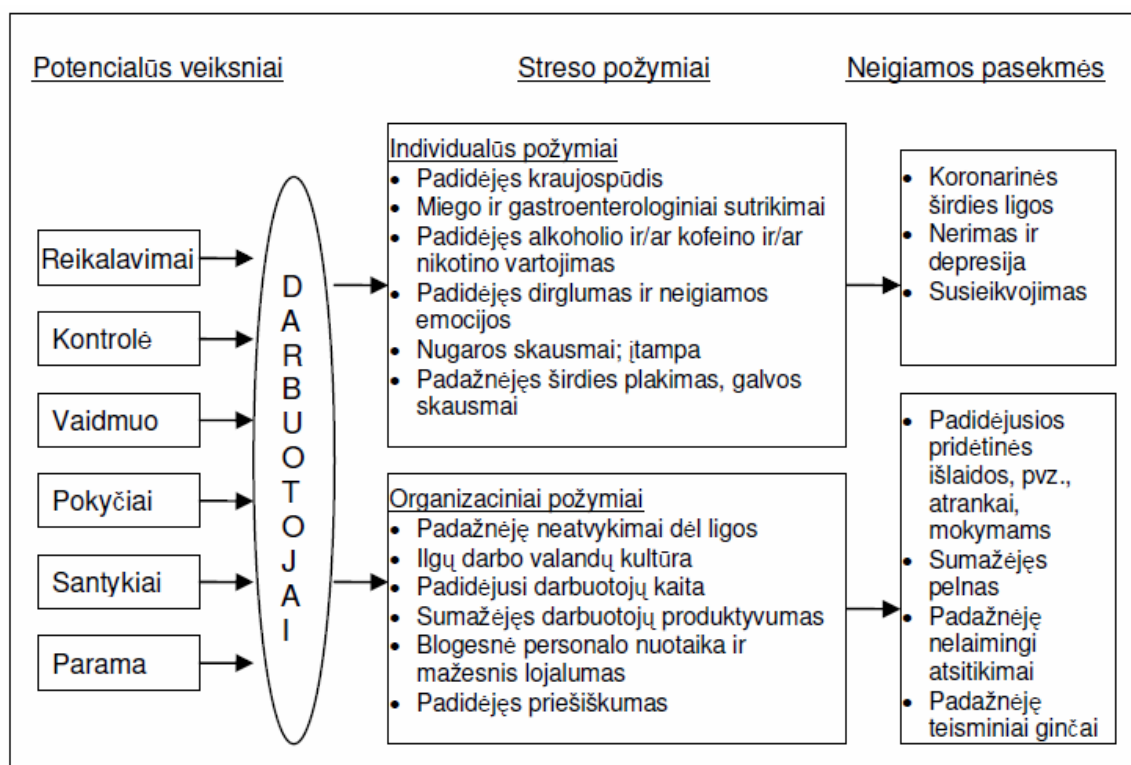 Potencialūs veiksniai
Streso požymiai
Neigiamos pasekmės
Reikalavimai
Kontrolė
Vaidmuo
Pokyčiai
Santykiai
Parama
DARBUOTOJAI
Individualūs požymiai
• Padidėjęs kraujospūdis
• Miego ir gastroenterologiniai sutrikimai
• Padidėjęs alkoholio ir/ar kofeino ir/ar
nikotino vartojimas
• Padidėjęs dirglumas ir neigiamos
emocijos
• Nugaros skausmai; įtampa
• Padažnėjęs širdies plakimas, galvos
skausmai
Organizaciniai požymiai
• Padažnėję neatvykimai dėl ligos
• Ilgų darbo valandų kultūra
• Padidėjusi darbuotojų kaita
• Sumažėjęs darbuotojų produktyvumas
• Blogesnė personalo nuotaika ir
mažesnis lojalumas
• Padidėjęs priešiškumas
• Koronarinės
širdies ligos
• Nerimas ir
depresija
• Susieikvojimas
• Padidėjusios
pridėtinės
išlaidos, pvz.,
atrankai,
mokymams
• Sumažėjęs
pelnas
• Padažnėję
nelaimingi
atsitikimai
• Padažnėję
teisminiai ginčai